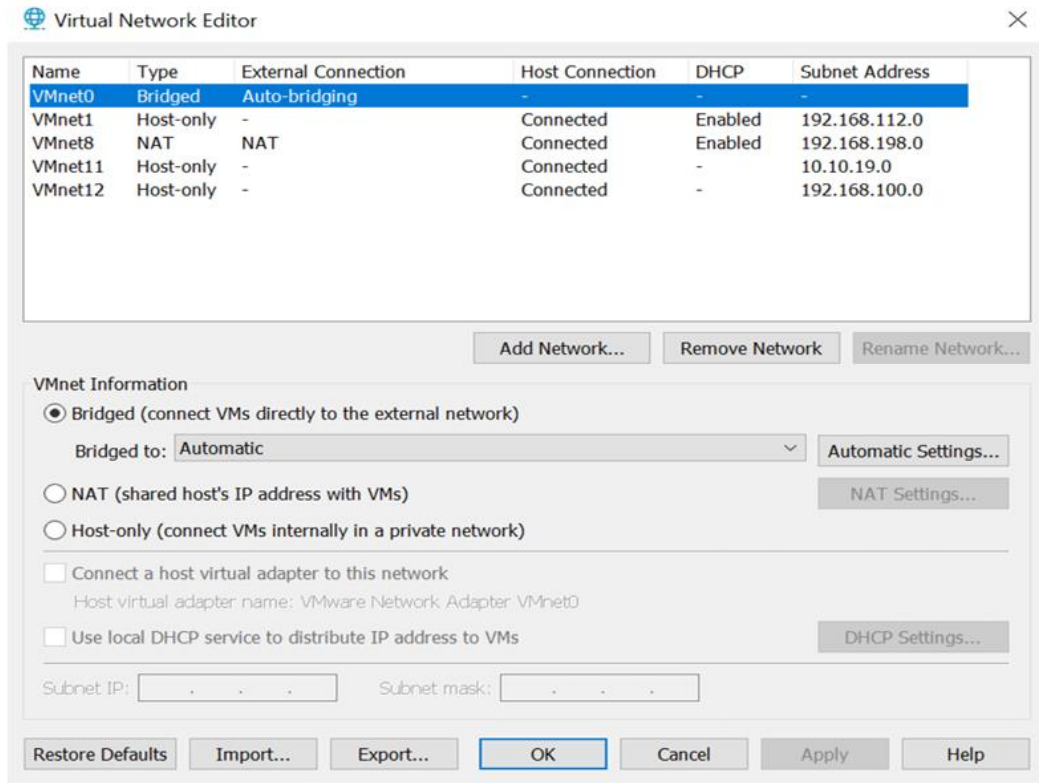 Virtual Network Editor
Name Type External Connection Host Connection DHCP Subnet Address
VMnet0 Bridged Auto-bridging - - -
VMnet1 Host-only - Connected Enabled 192.168.112.0
VMnet8 NAT NAT Connected Enabled 192.168.198.0
VMnet11 Host-only - Connected - 10.10.19.0
VMnet12 Host-only - Connected - 192.168.100.0
Add Network... Remove Network Rename Network...
VMnet Information
Bridged (connect VMs directly to the external network)
Bridged to: Automatic Automatic Settings...
NAT (shared host's IP address with VMs) NAT Settings...
Host-only (connect VMs internally in a private network)
Connect a host virtual adapter to this network
Host virtual adapter name: VMware Network Adapter VMnet0
Use local DHCP service to distribute IP address to VMs DHCP Settings...
Subnet IP: . . . Subnet mask: . . .
Restore Defaults Import... Export... OK Cancel Apply Help